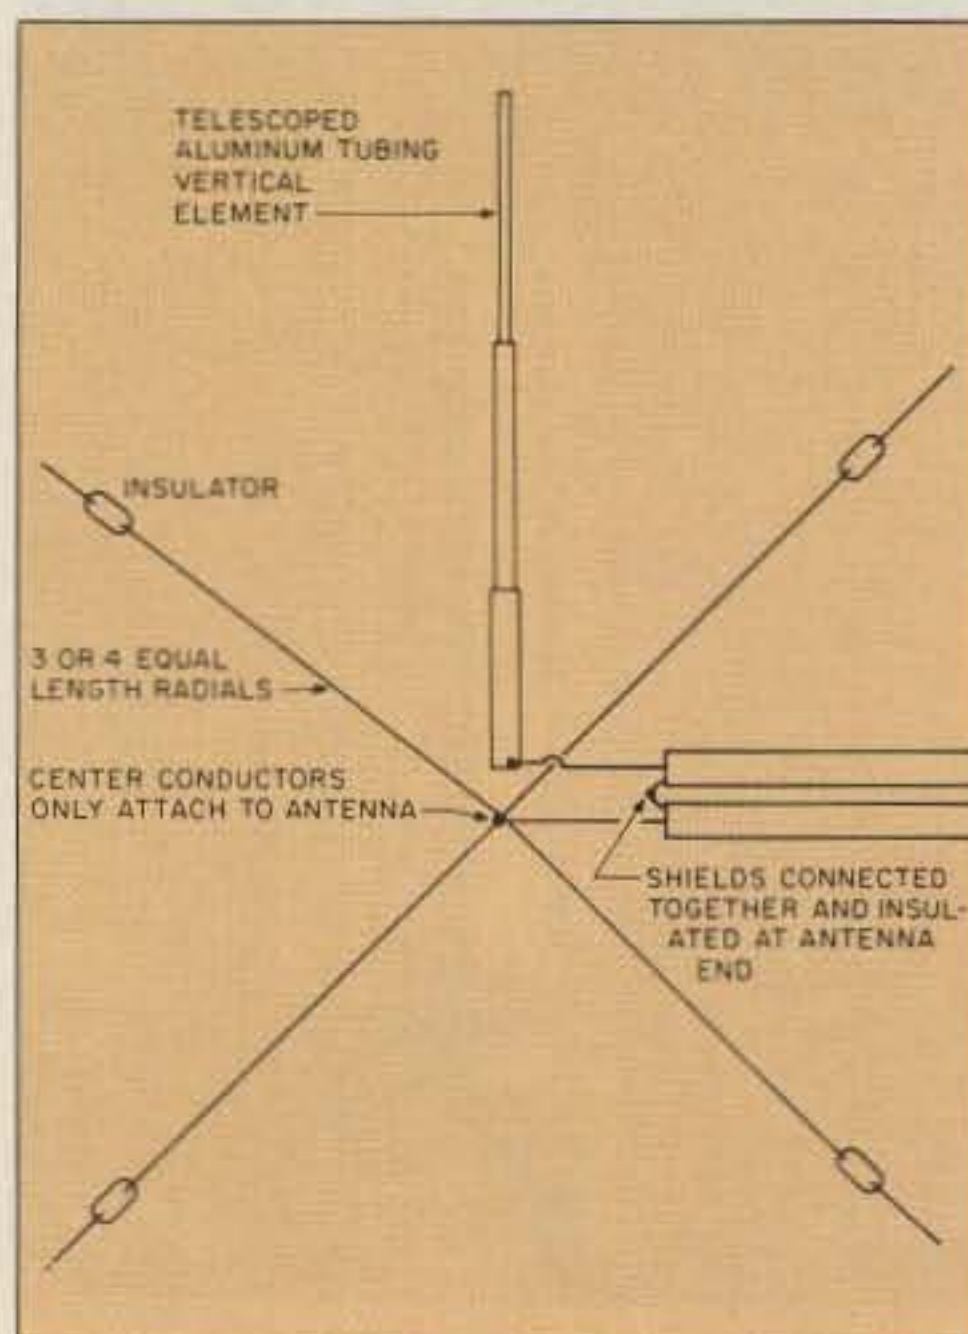 TELESCOPED
ALUMINUM TUBING
VERTICAL
ELEMENT
INSULATOR
3 OR 4 EQUAL
LENGTH RADIALS
CENTER CONDUCTORS
ONLY ATTACH TO ANTENNA
SHIELDS CONNECTED
TOGETHER AND INSUL-
ATED AT ANTENNA
END